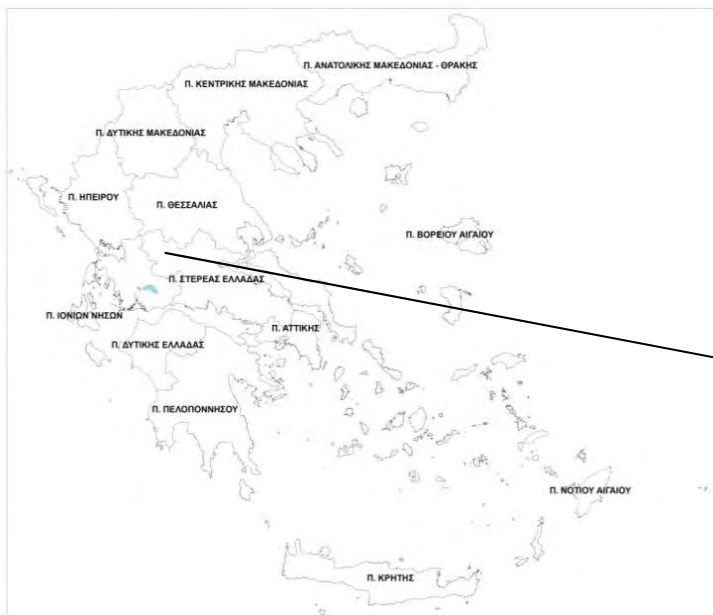 Π. ΑΝΑΤΟΛΙΚΗΣ ΜΑΚΕΔΟΝΙΑΣ - ΘΡΑΚΗΣ
Π. ΚΕΝΤΡΙΚΗΣ ΜΑΚΕΔΟΝΙΑΣ
Π. ΔΥΤΙΚΗΣ ΜΑΚΕΔΟΝΙΑΣ
Π. ΗΠΕΙΡΟΥ
Π. ΘΕΣΣΑΛΙΑΣ
Π. ΒΟΡΕΙΟΥ ΑΙΓΑΙΟΥ
Π. ΣΤΕΡΕΑΣ ΕΛΛΑΔΑΣ
Π. ΙΟΝΙΩΝ ΝΗΣΩΝ
Π. ΑΤΤΙΚΗΣ
Π. ΔΥΤΙΚΗΣ ΕΛΛΑΔΑΣ
Π. ΠΕΛΟΠΟΝΝΗΣΟΥ
Π. ΝΟΤΙΟΥ ΑΙΓΑΙΟΥ
Π. ΚΡΗΤΗΣ